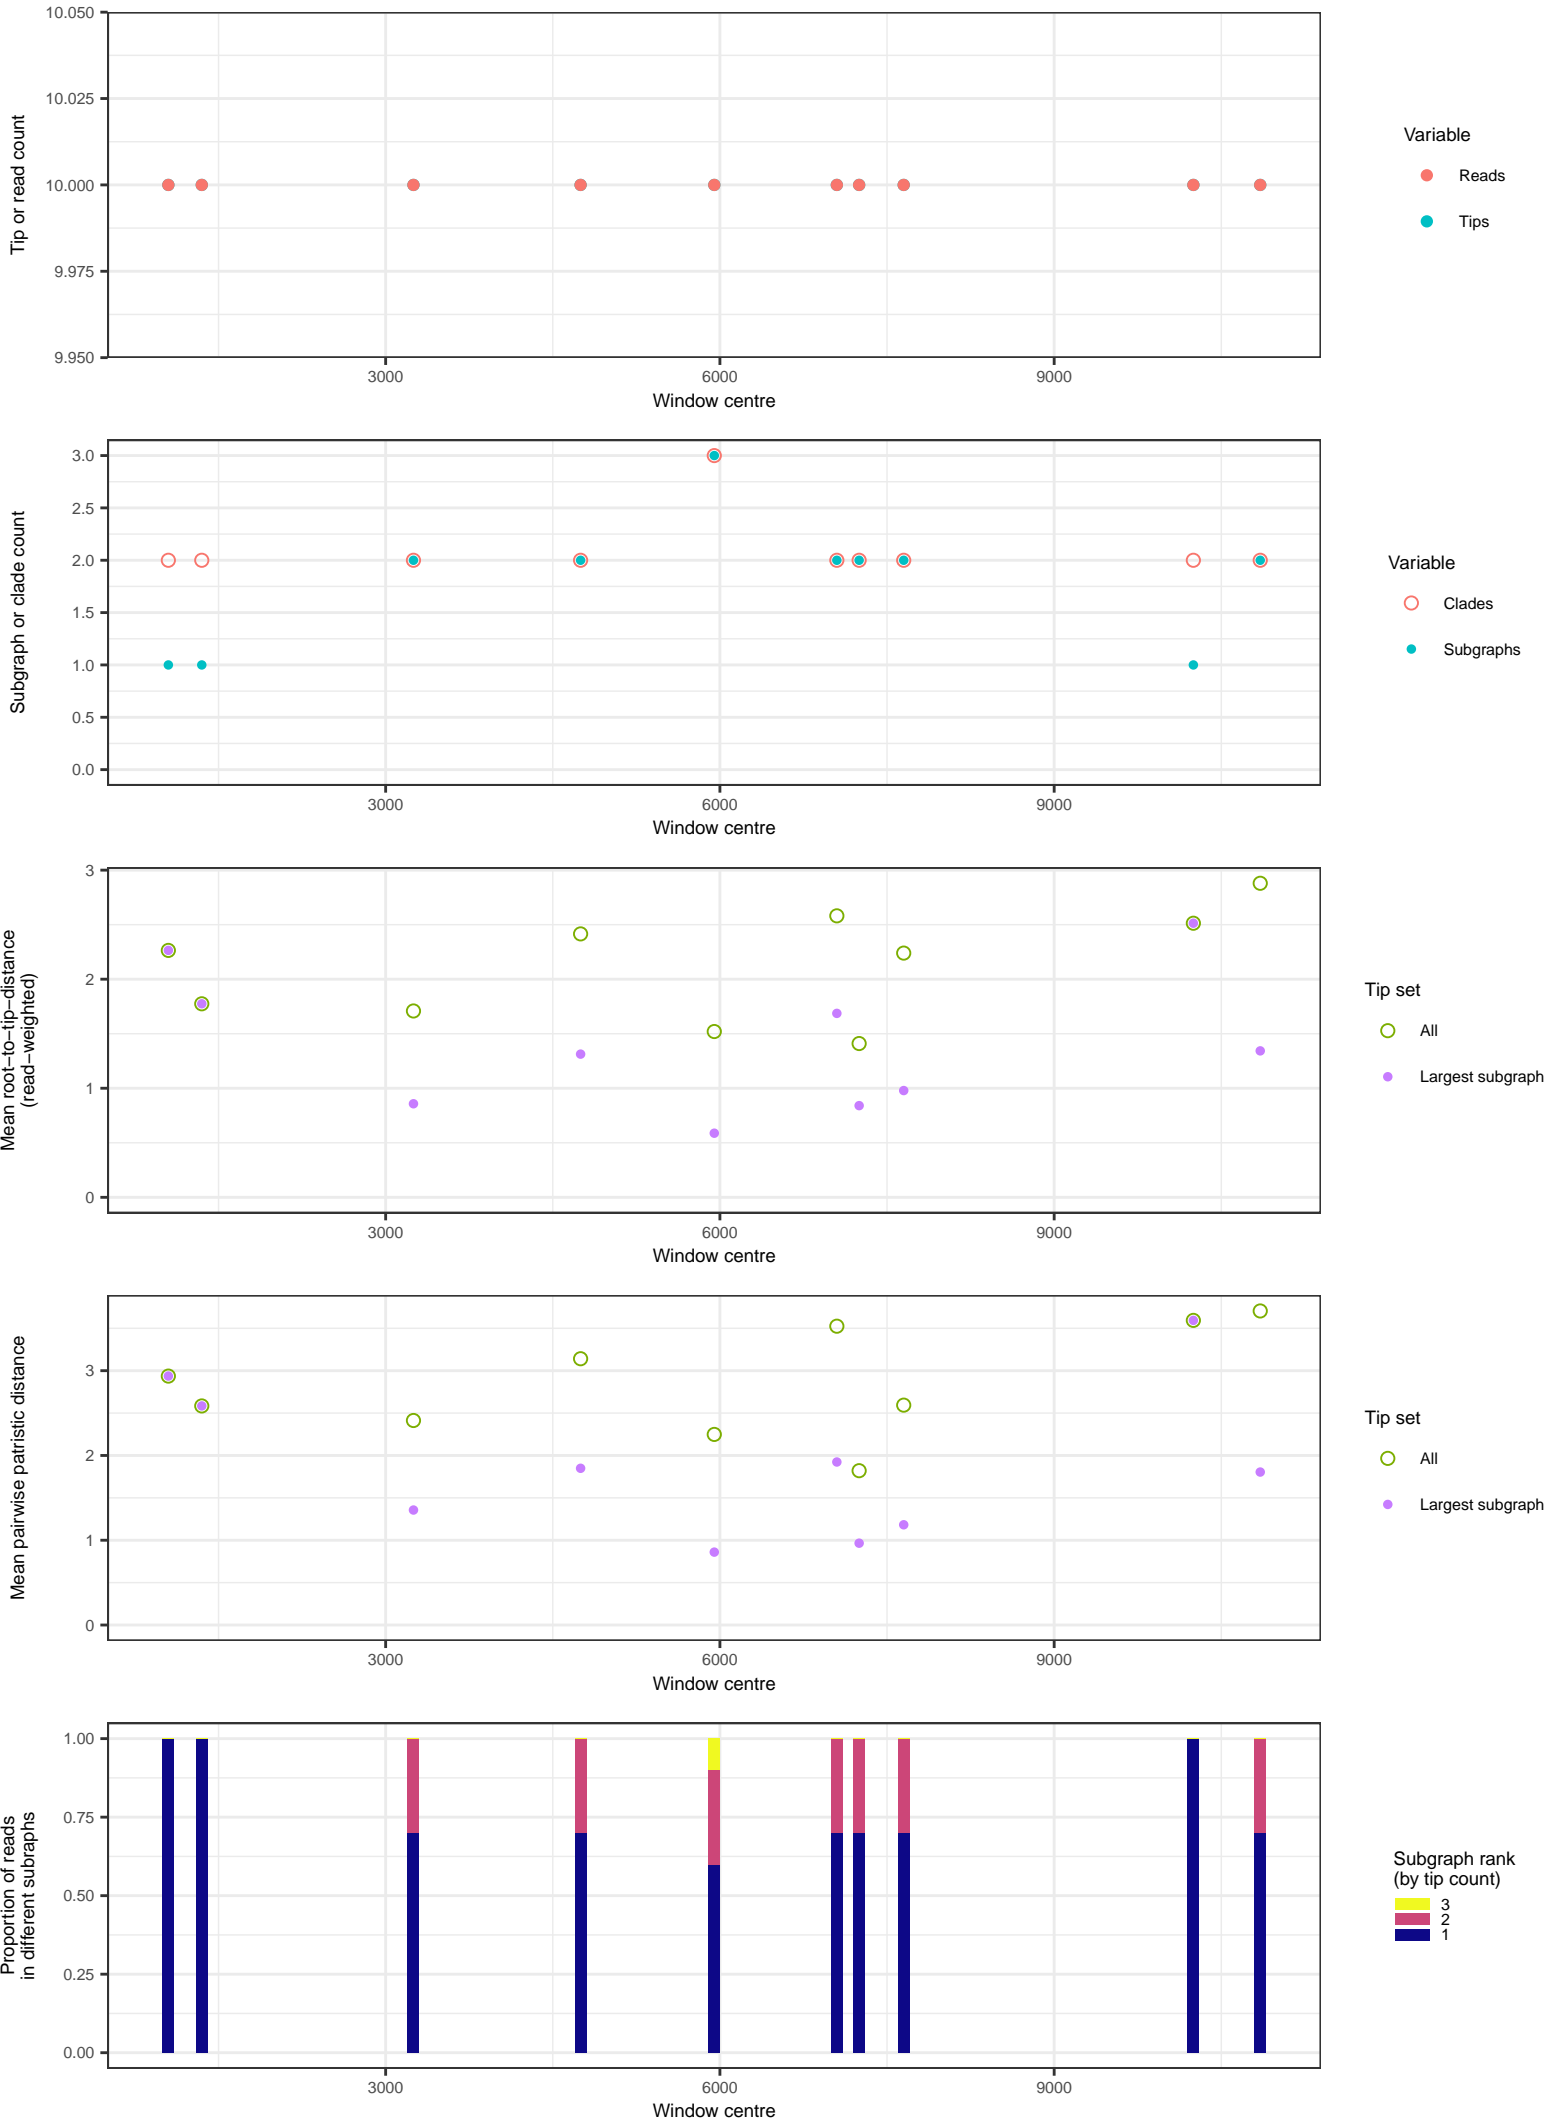 10.050
10.025
10.000
9.975
9.950
Tip or read count
3000 6000 9000
Window centre
Variable
Reads
Tips
3.0
2.5
2.0
1.5
1.0
0.5
0.0
Subgraph or clade count
3000 6000 9000
Window centre
Variable
Clades
Subgraphs
3
2
1
0
Mean root−to−tip−distance
(read−weighted)
3000 6000 9000
Window centre
Tip set
All
Largest subgraph
3
2
1
0
Mean pairwise patristic distance
3000 6000 9000
Window centre
Tip set
All
Largest subgraph
1.00
0.75
0.50
0.25
0.00
Proportion of reads
in different subraphs
3000 6000 9000
Window centre
Subgraph rank
(by tip count)
3
2
1